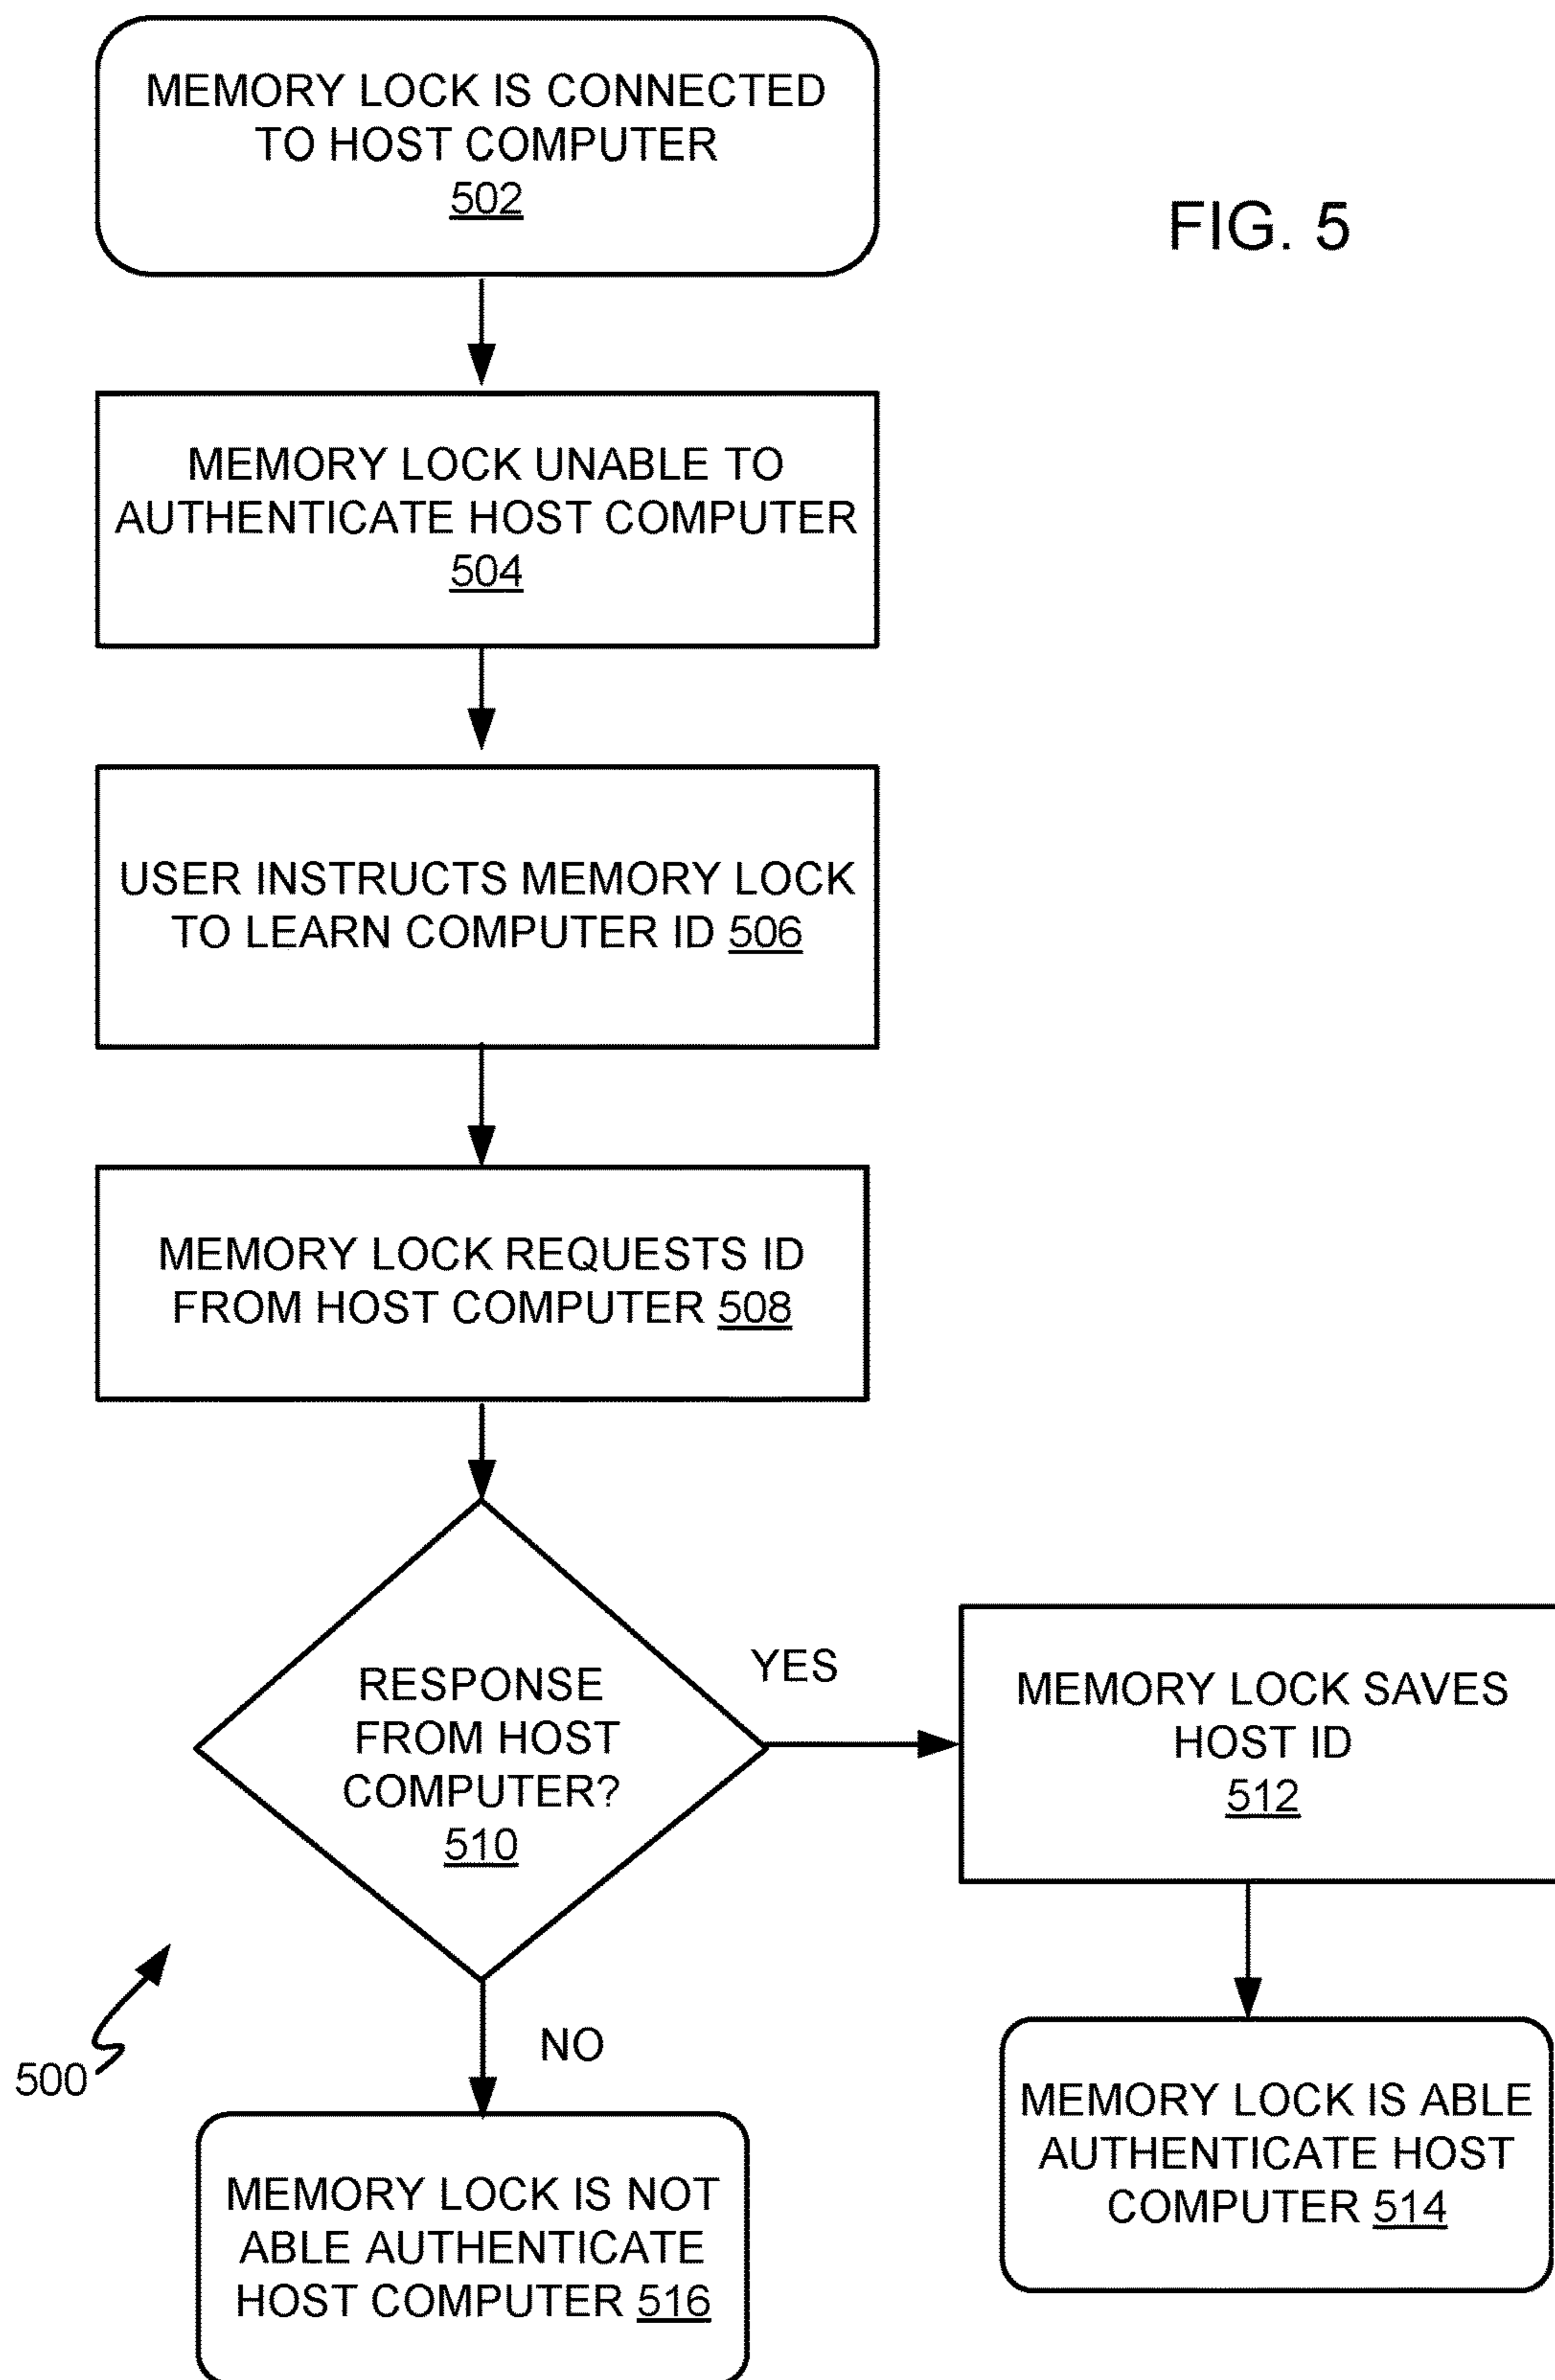 MEMORY LOCK IS CONNECTED
TO HOST COMPUTER
502
FIG. 5
MEMORY LOCK UNABLE TO
AUTHENTICATE HOST COMPUTER
504
USER INSTRUCTS MEMORY LOCK
TO LEARN COMPUTER ID 506
MEMORY LOCK REQUESTS ID
FROM HOST COMPUTER 508
RESPONSE
FROM HOST
COMPUTER?
510
YES
MEMORY LOCK SAVES
HOST ID
512
NO
500
MEMORY LOCK IS ABLE
AUTHENTICATE HOST
COMPUTER 514
MEMORY LOCK IS NOT
ABLE AUTHENTICATE
HOST COMPUTER 516